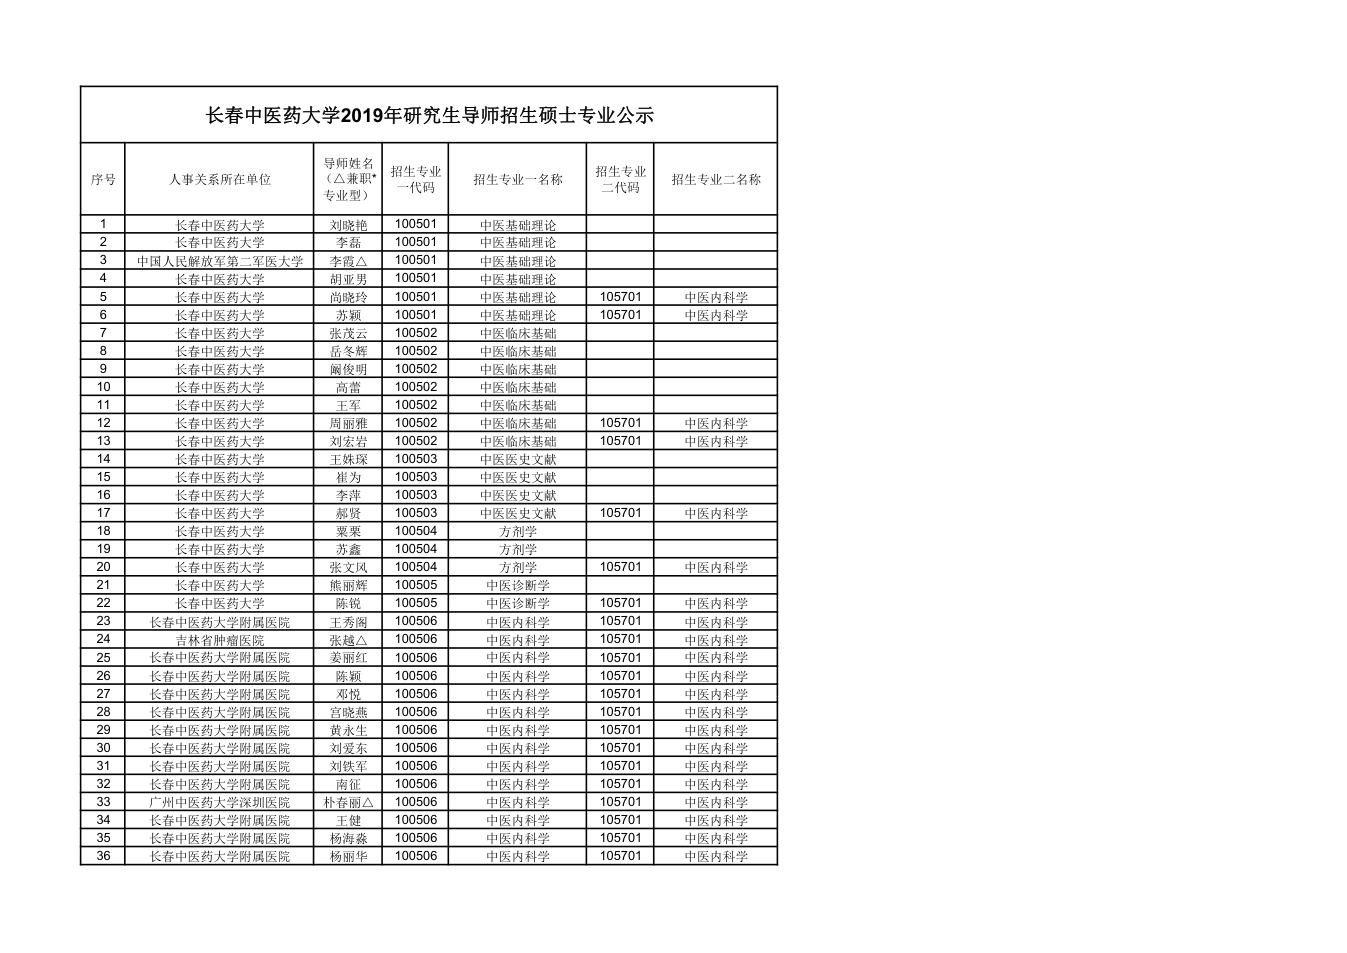 长春中医药大学2019年研究生导师招生硕士专业公示
序号 人事关系所在单位 导师姓名（△兼职*专业型） 招生专业一代码 招生专业一名称 招生专业二代码 招生专业二名称
1 长春中医药大学 刘晓艳 100501 中医基础理论
2 长春中医药大学 李磊 100501 中医基础理论
3 中国人民解放军第二军医大学 李霞△ 100501 中医基础理论
4 长春中医药大学 胡亚男 100501 中医基础理论
5 长春中医药大学 尚晓玲 100501 中医基础理论 105701 中医内科学
6 长春中医药大学 苏颖 100501 中医基础理论 105701 中医内科学
7 长春中医药大学 张茂云 100502 中医临床基础
8 长春中医药大学 岳冬辉 100502 中医临床基础
9 长春中医药大学 阚俊明 100502 中医临床基础
10 长春中医药大学 高蕾 100502 中医临床基础
11 长春中医药大学 王军 100502 中医临床基础
12 长春中医药大学 周丽雅 100502 中医临床基础 105701 中医内科学
13 长春中医药大学 刘宏岩 100502 中医临床基础 105701 中医内科学
14 长春中医药大学 王姝琛 100503 中医医史文献
15 长春中医药大学 崔为 100503 中医医史文献
16 长春中医药大学 李萍 100503 中医医史文献
17 长春中医药大学 郝贤 100503 中医医史文献 105701 中医内科学
18 长春中医药大学 粟栗 100504 方剂学
19 长春中医药大学 苏鑫 100504 方剂学
20 长春中医药大学 张文风 100504 方剂学 105701 中医内科学
21 长春中医药大学 熊丽辉 100505 中医诊断学
22 长春中医药大学 陈锐 100505 中医诊断学 105701 中医内科学
23 长春中医药大学附属医院 王秀阁 100506 中医内科学 105701 中医内科学
24 吉林省肿瘤医院 张越△ 100506 中医内科学 105701 中医内科学
25 长春中医药大学附属医院 姜丽红 100506 中医内科学 105701 中医内科学
26 长春中医药大学附属医院 陈颖 100506 中医内科学 105701 中医内科学
27 长春中医药大学附属医院 邓悦 100506 中医内科学 105701 中医内科学
28 长春中医药大学附属医院 宫晓燕 100506 中医内科学 105701 中医内科学
29 长春中医药大学附属医院 黄永生 100506 中医内科学 105701 中医内科学
30 长春中医药大学附属医院 刘爱东 100506 中医内科学 105701 中医内科学
31 长春中医药大学附属医院 刘铁军 100506 中医内科学 105701 中医内科学
32 长春中医药大学附属医院 南征 100506 中医内科学 105701 中医内科学
33 广州中医药大学深圳医院 朴春丽△ 100506 中医内科学 105701 中医内科学
34 长春中医药大学附属医院 王健 100506 中医内科学 105701 中医内科学
35 长春中医药大学附属医院 杨海淼 100506 中医内科学 105701 中医内科学
36 长春中医药大学附属医院 杨丽华 100506 中医内科学 105701 中医内科学